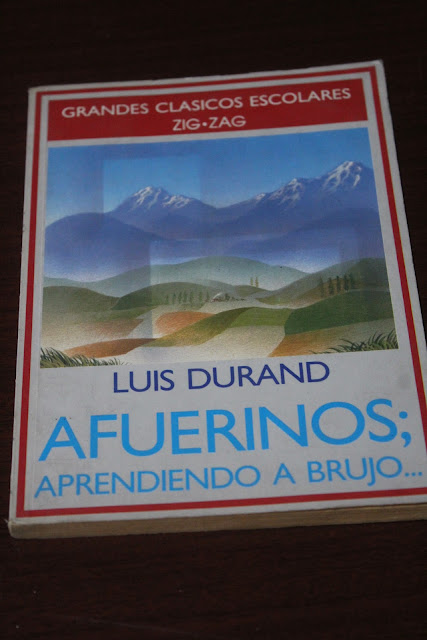 GRANDES CLASICOS ESCOLARES
ZIG•ZAG
LUIS DURAND
AFUERINOS;
APRENDIENDO A BRUJO...